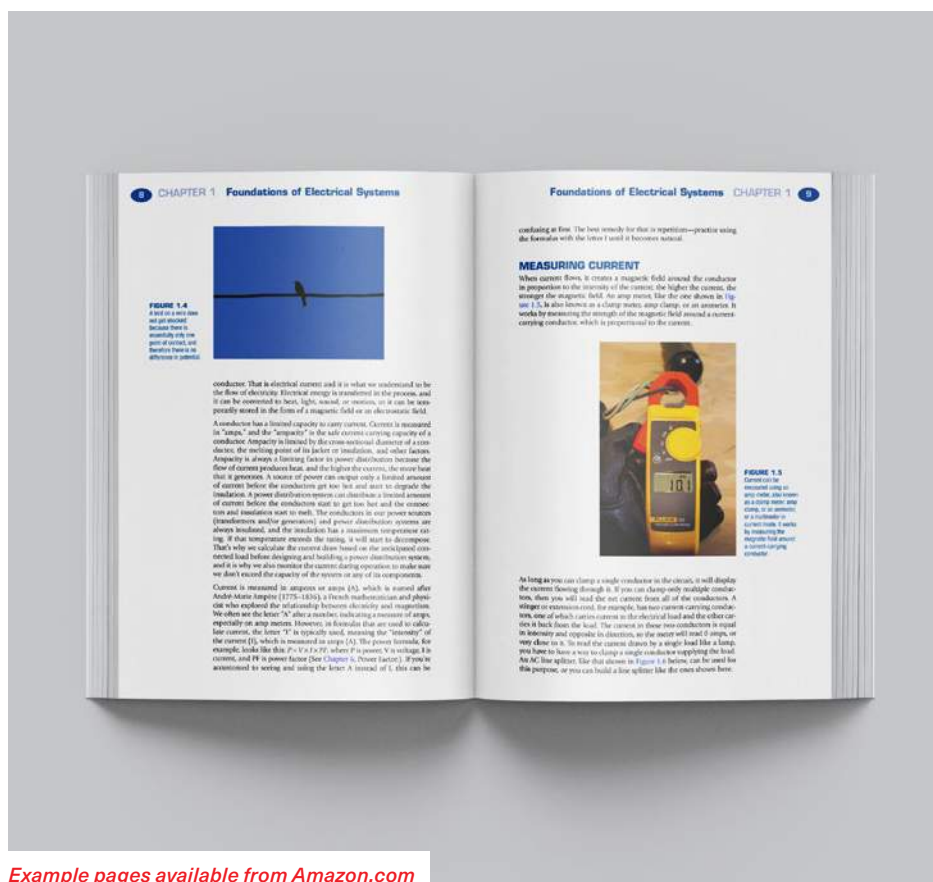 8 CHAPTER 1 Foundations of Electrical Systems
FIGURE 1.4
A bird on a wire does
not get shocked
because there is
essentially only one
point of contact, and
therefore there is no
difference in potential.
conductor. That is electrical current and it is what we understand to be
the flow of electricity. Electrical energy is transferred in the process, and
it can be converted to heat, light, sound, or motion, or it can be tem-
porarily stored in the form of a magnetic field or an electrostatic field.
A conductor has a limited capacity to carry current. Current is measured
in "amps," and the "ampacity" is the safe current carrying capacity of a
conductor. Ampacity is limited by the cross-sectional diameter of a con-
ductor, the melting point of its jacket or insulation, and other factors.
Ampacity is always a limiting factor in power distribution because the
flow of current produces heat, and the higher the current, the more heat
that it generates. A source of power can output only a limited amount
of current before the conductors get too hot and start to degrade the
insulation. A power distribution system can distribute a limited amount
of current before the conductors start to get too hot and the connec-
tors and insulation start to melt. The conductors in our power sources
(transformers and/or generators) and power distribution systems are
always insulated, and the insulation has a maximum temperature rat-
ing. If that temperature exceeds the rating, it will start to decompose.
That's why we calculate the current draw based on the anticipated con-
nected load before designing and building a power distribution system,
and it is why we also monitor the current during operation to make sure
we don't exceed the capacity of the system or any of its components.
Current is measured in amperes or amps (A), which is named after
André-Marie Ampère (1775–1836), a French mathematician and physi-
cist who explored the relationship between electricity and magnetism.
We often see the letter "A" after a number, indicating a measure of amps,
especially on amp meters. However, in formulas that are used to calcu-
late current, the letter "I" is typically used, meaning the "intensity" of
the current (I), which is measured in amps (A). The power formula, for
example, looks like this: P = V x I x PF, where P is power, V is voltage, I is
current, and PF is power factor (See Chapter 4, Power Factor.). If you're
accustomed to seeing and using the letter A instead of I, this can be
Foundations of Electrical Systems CHAPTER 1 9
confusing at first. The best remedy for that is repetition—practice using
the formulas with the letter I until it becomes natural.
MEASURING CURRENT
When current flows, it creates a magnetic field around the conductor
in proportion to the intensity of the current; the higher the current, the
stronger the magnetic field. An amp meter, like the one shown in Fig-
ure 1.5, is also known as a clamp meter, amp clamp, or an ammeter. It
works by measuring the strength of the magnetic field around a current-
carrying conductor, which is proportional to the current.
101
FLUKE
FIGURE 1.5
Current can be
measured using an
amp meter, also known
as a clamp meter, amp
clamp, or an ammeter,
or a multimeter in
current mode. It works
by measuring the
magnetic field around
a current-carrying
conductor.
As long as you can clamp a single conductor in the circuit, it will display
the current flowing through it. If you can clamp only multiple conduc-
tors, then you will read the net current from all of the conductors. A
stinger or extension cord, for example, has two current carrying conduc-
tors, one of which carries current to the electrical load and the other car-
ries it back from the load. The current in those two conductors is equal
in intensity and opposite in direction, so the meter will read 0 amps, or
very close to it. To read the current drawn by a single load like a lamp,
you have to have a way to clamp a single conductor supplying the load.
An AC line splitter, like that shown in Figure 1.6 below, can be used for
this purpose, or you can build a line splitter like the ones shown here.
Example pages available from Amazon.com